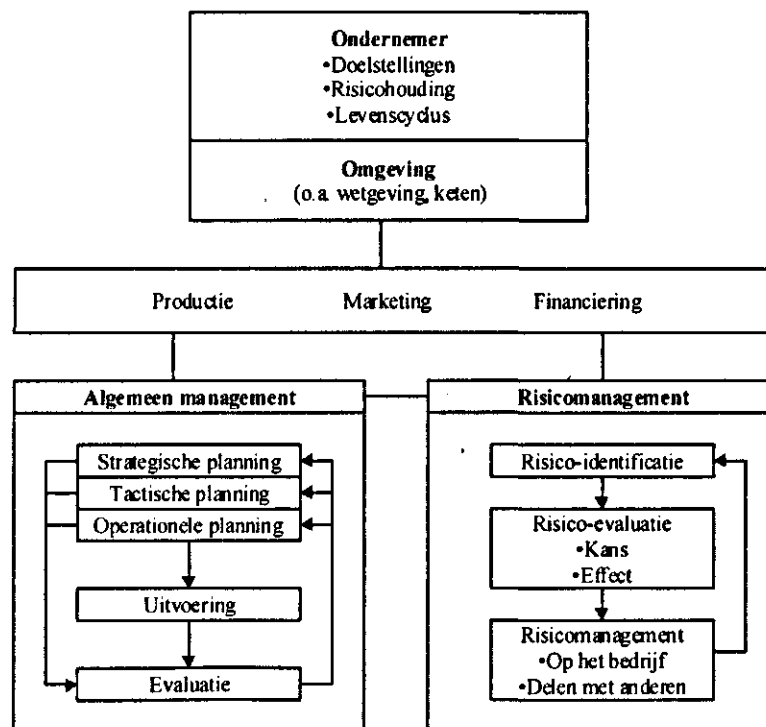 Ondernemer
•Doelstellingen
•Risicohouding
•Levenscyclus
Omgeving
(o.a. wetgeving, keten)
Productie Marketing Financiering
Algemeen management
Strategische planning
Tactische planning
Operationele planning
Uitvoering
Evaluatie
Risicomanagement
Risico-identificatie
Risico-evaluatie
•Kans
•Effect
Risicomanagement
•Op het bedrijf
•Delen met anderen